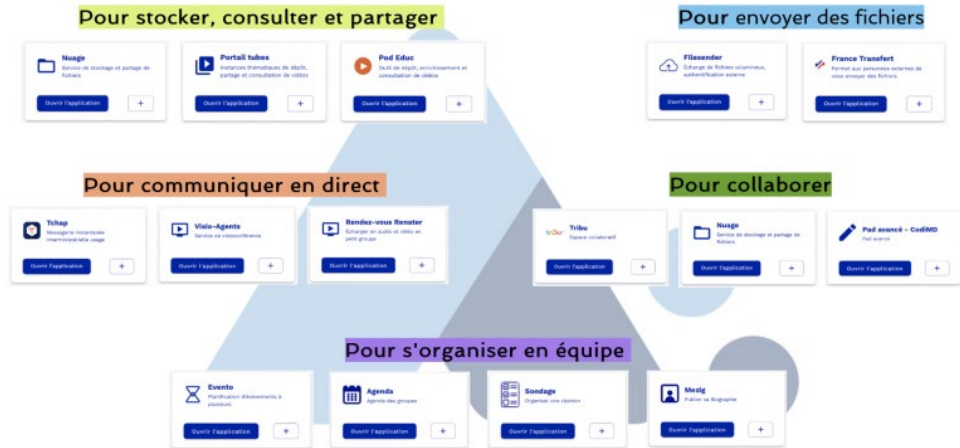 Pour stocker, consulter et partager
Nuage
Service de stockage et partage de
fichiers
Ouvrir l'application
+
Portail tubes
Instances thématiques de dépôt,
partage et consultation de vidéos
Ouvrir l'application
+
Pod Educ
Outil de dépôt, enrichissement et
consultation de vidéos
Ouvrir l'application
+
Pour envoyer des fichiers
Filesender
Échange de fichiers volumineux,
authentification externe
Ouvrir l'application
+
France Transfert
Permet aux personnes externes de
vous envoyer des fichiers
Ouvrir l'application
+
Pour communiquer en direct
Tchap
Messagerie instantanée
interministérielle usage
Ouvrir l'application
+
Visio-Agents
Service de visioconférence
Ouvrir l'application
+
Rendez-vous Renater
Échanger en audio et vidéo en
petit groupe
Ouvrir l'application
+
Pour collaborer
tribu
Tribu
Espace collaboratif
Ouvrir l'application
+
Nuage
Service de stockage et partage de
fichiers
Ouvrir l'application
+
Pad avancé - CodiMD
Pad avancé
Ouvrir l'application
+
Pour s'organiser en équipe
Evento
Planification d'événements à
plusieurs
Ouvrir l'application
+
Agenda
Agenda des groupes
Ouvrir l'application
+
Sondage
Organiser une réunion
Ouvrir l'application
+
Mezig
Publier sa Biographie
Ouvrir l'application
+